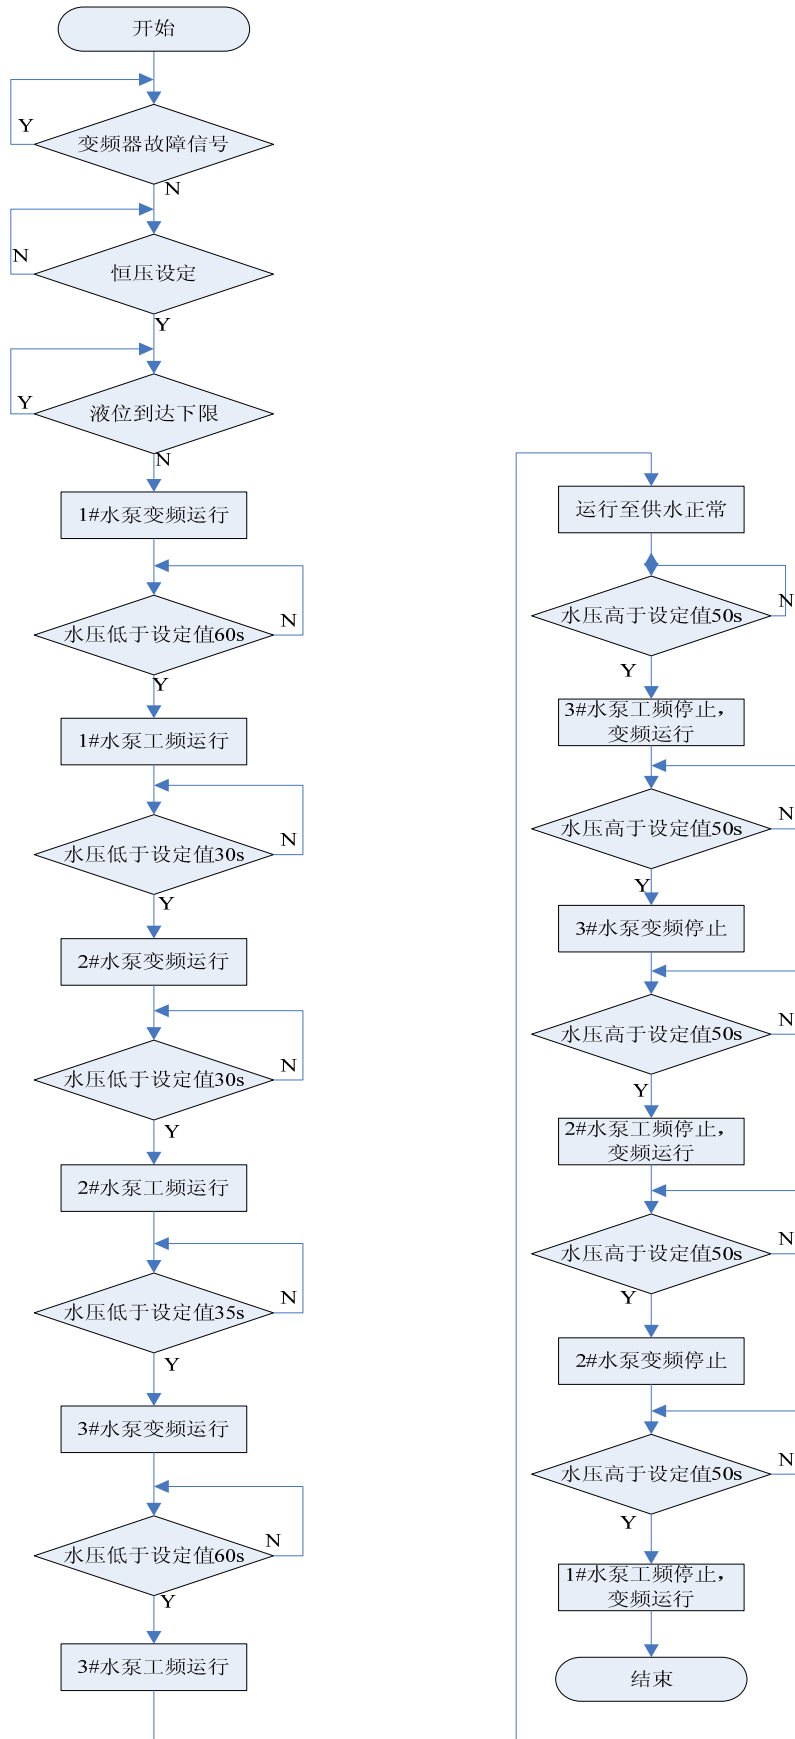 开始
变频器故障信号
Y
N
恒压设定
N
Y
液位到达下限
Y
N
1#水泵变频运行
水压低于设定值60s
N
Y
1#水泵工频运行
水压低于设定值30s
N
Y
2#水泵变频运行
水压低于设定值30s
N
Y
2#水泵工频运行
水压低于设定值35s
N
Y
3#水泵变频运行
水压低于设定值60s
N
Y
3#水泵工频运行
运行至供水正常
水压高于设定值50s
N
Y
3#水泵工频停止，
变频运行
水压高于设定值50s
N
Y
3#水泵变频停止
水压高于设定值50s
N
Y
2#水泵工频停止，
变频运行
水压高于设定值50s
N
Y
2#水泵变频停止
水压高于设定值50s
N
Y
1#水泵工频停止，
变频运行
结束